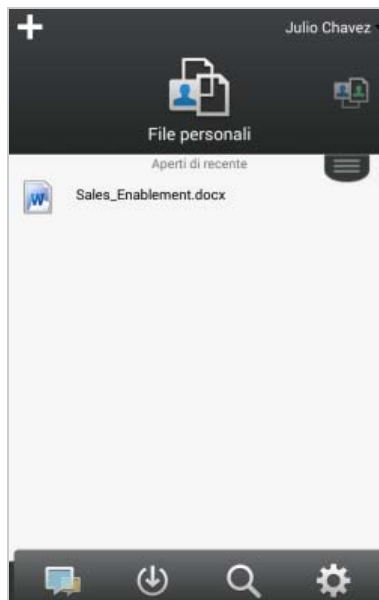 Julio Chavez
File personali
Aperti di recente
Sales_Enablement.docx